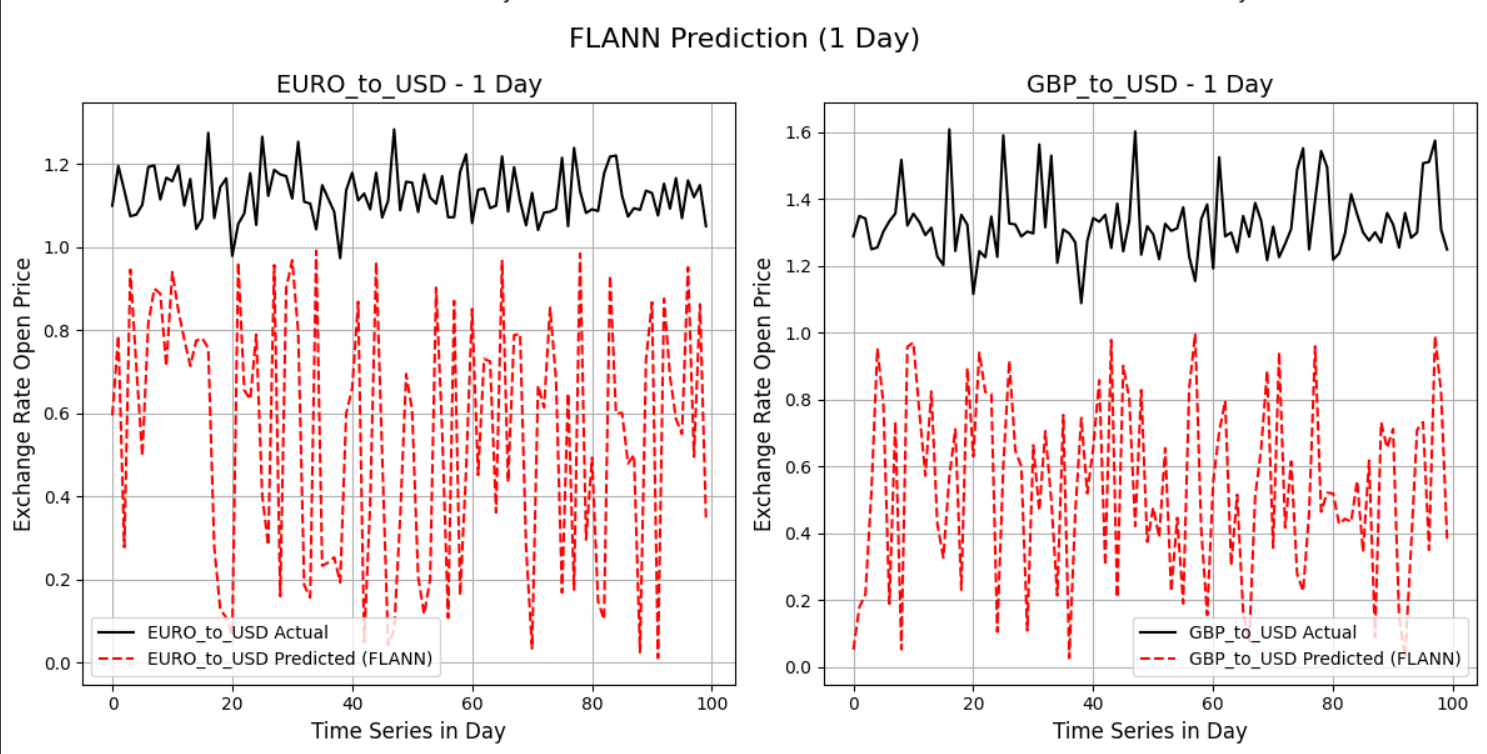 FLANN Prediction (1 Day)
EURO_to_USD - 1 Day
Exchange Rate Open Price
1.2
1.0
0.8
0.6
0.4
0.2
0.0
EURO_to_USD Actual
EURO_to_USD Predicted (FLANN)
0 20 40 60 80 100
Time Series in Day
GBP_to_USD - 1 Day
Exchange Rate Open Price
1.6
1.4
1.2
1.0
0.8
0.6
0.4
0.2
0.0
GBP_to_USD Actual
GBP_to_USD Predicted (FLANN)
0 20 40 60 80 100
Time Series in Day